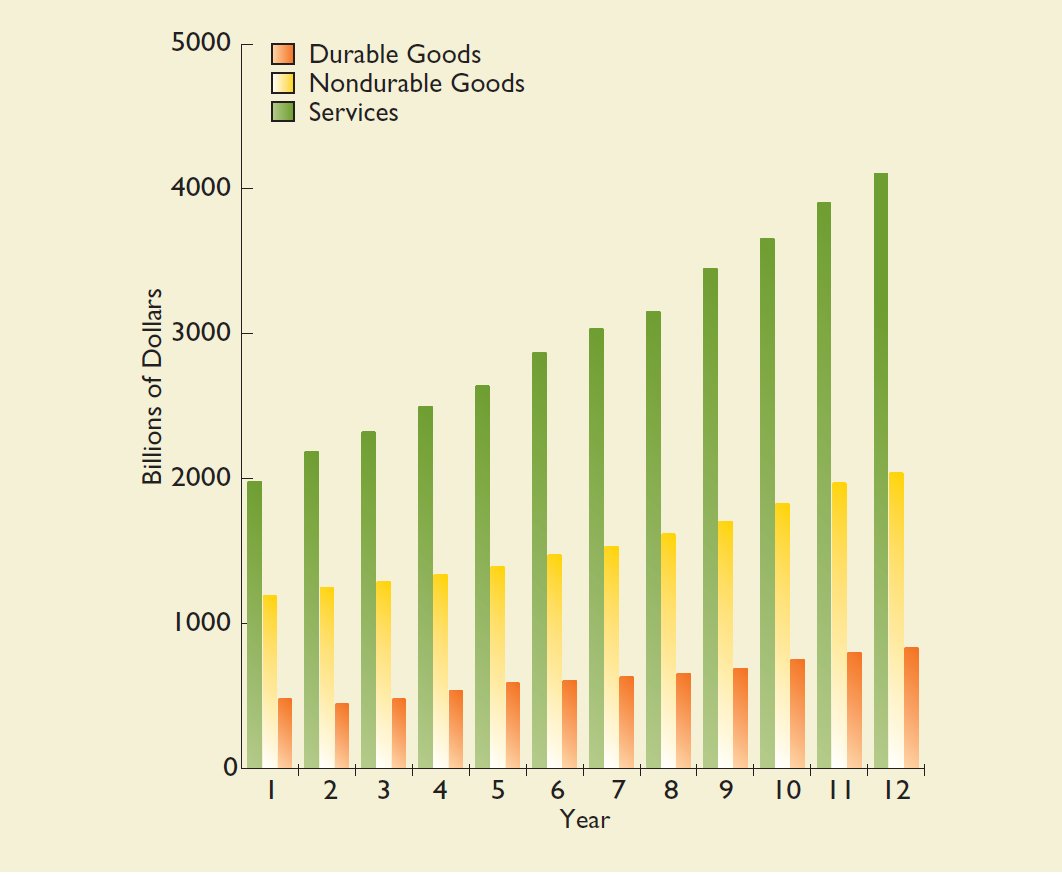 5000
Durable Goods
Nondurable Goods
Services
4000
3000
2000
1000
0
Billions of Dollars
1 2 3 4 5 6 7 8 9 10 11 12
Year